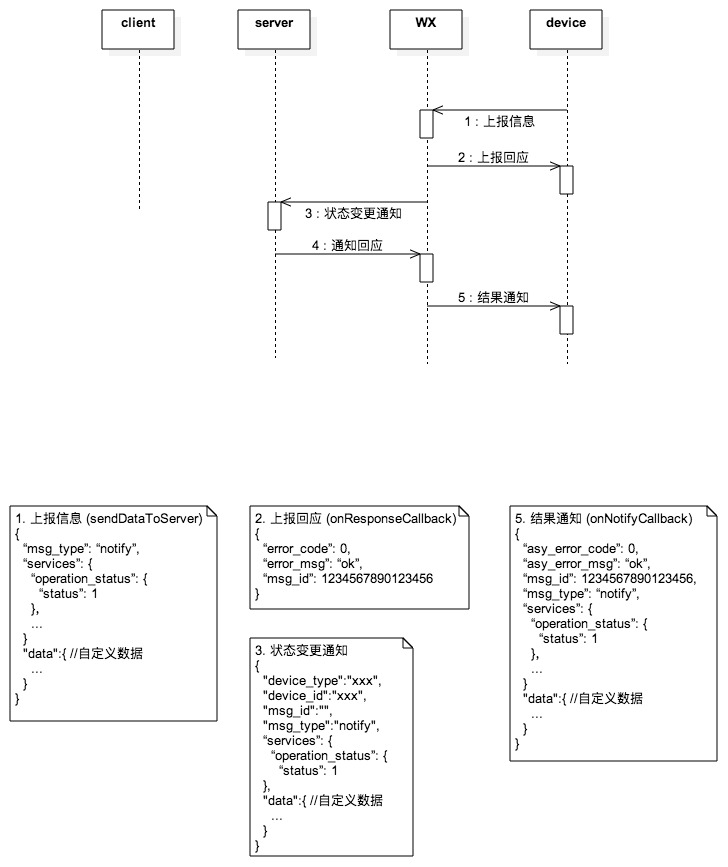 client
server
WX
device
1 : 上报信息
2 : 上报回应
3 : 状态变更通知
4 : 通知回应
5 : 结果通知
1. 上报信息 (sendDataToServer)
{
“msg_type”: “notify”,
“services”: {
“operation_status”: {
“status”: 1
},
...
}
"data":{ //自定义数据
...
}
}
2. 上报回应 (onResponseCallback)
{
“error_code”: 0,
“error_msg”: “ok”,
“msg_id”: 1234567890123456
}
3. 状态变更通知
{
"device_type":"xxx",
"device_id":"xxx",
"msg_id":"",
"msg_type":"notify",
“services”: {
“operation_status”: {
“status”: 1
},
"data":{ //自定义数据
...
}
}
5. 结果通知 (onNotifyCallback)
{
“asy_error_code”: 0,
“asy_error_msg”: “ok”,
“msg_id”: 1234567890123456,
“msg_type”: “notify”,
“services”: {
“operation_status”: {
“status”: 1
},
...
}
"data":{ //自定义数据
...
}
}